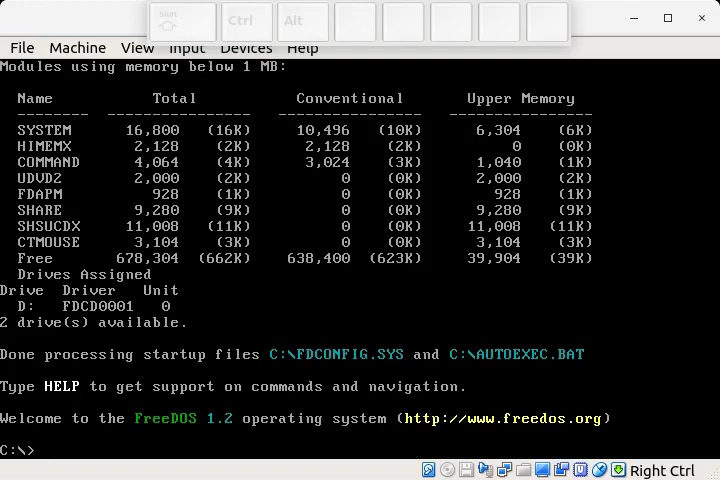 Shift Ctrl Alt
File Machine View Input Devices Help
Modules using memory below 1 MB:
Name Total Conventional Upper Memory
-------- ---------------- ---------------- ----------------
SYSTEM 16,800 (16K) 10,496 (10K) 6,304 (6K)
HIMEMX 2,128 (2K) 2,128 (2K) 0 (0K)
COMMAND 4,064 (4K) 3,024 (3K) 1,040 (1K)
UDVD2 2,000 (2K) 0 (0K) 2,000 (2K)
FDAPM 928 (1K) 0 (0K) 928 (1K)
SHARE 9,280 (9K) 0 (0K) 9,280 (9K)
SHSUCDX 11,008 (11K) 0 (0K) 11,008 (11K)
CTMOUSE 3,104 (3K) 0 (0K) 3,104 (3K)
Free 678,304 (662K) 638,400 (623K) 39,904 (39K)
Drives Assigned
Drive Driver Unit
D: FDCD0001 0
2 drive(s) available.
Done processing startup files C:\FDCONFIG.SYS and C:\AUTOEXEC.BAT
Type HELP to get support on commands and navigation.
Welcome to the FreeDOS 1.2 operating system (http://www.freedos.org)
C:\>
Right Ctrl